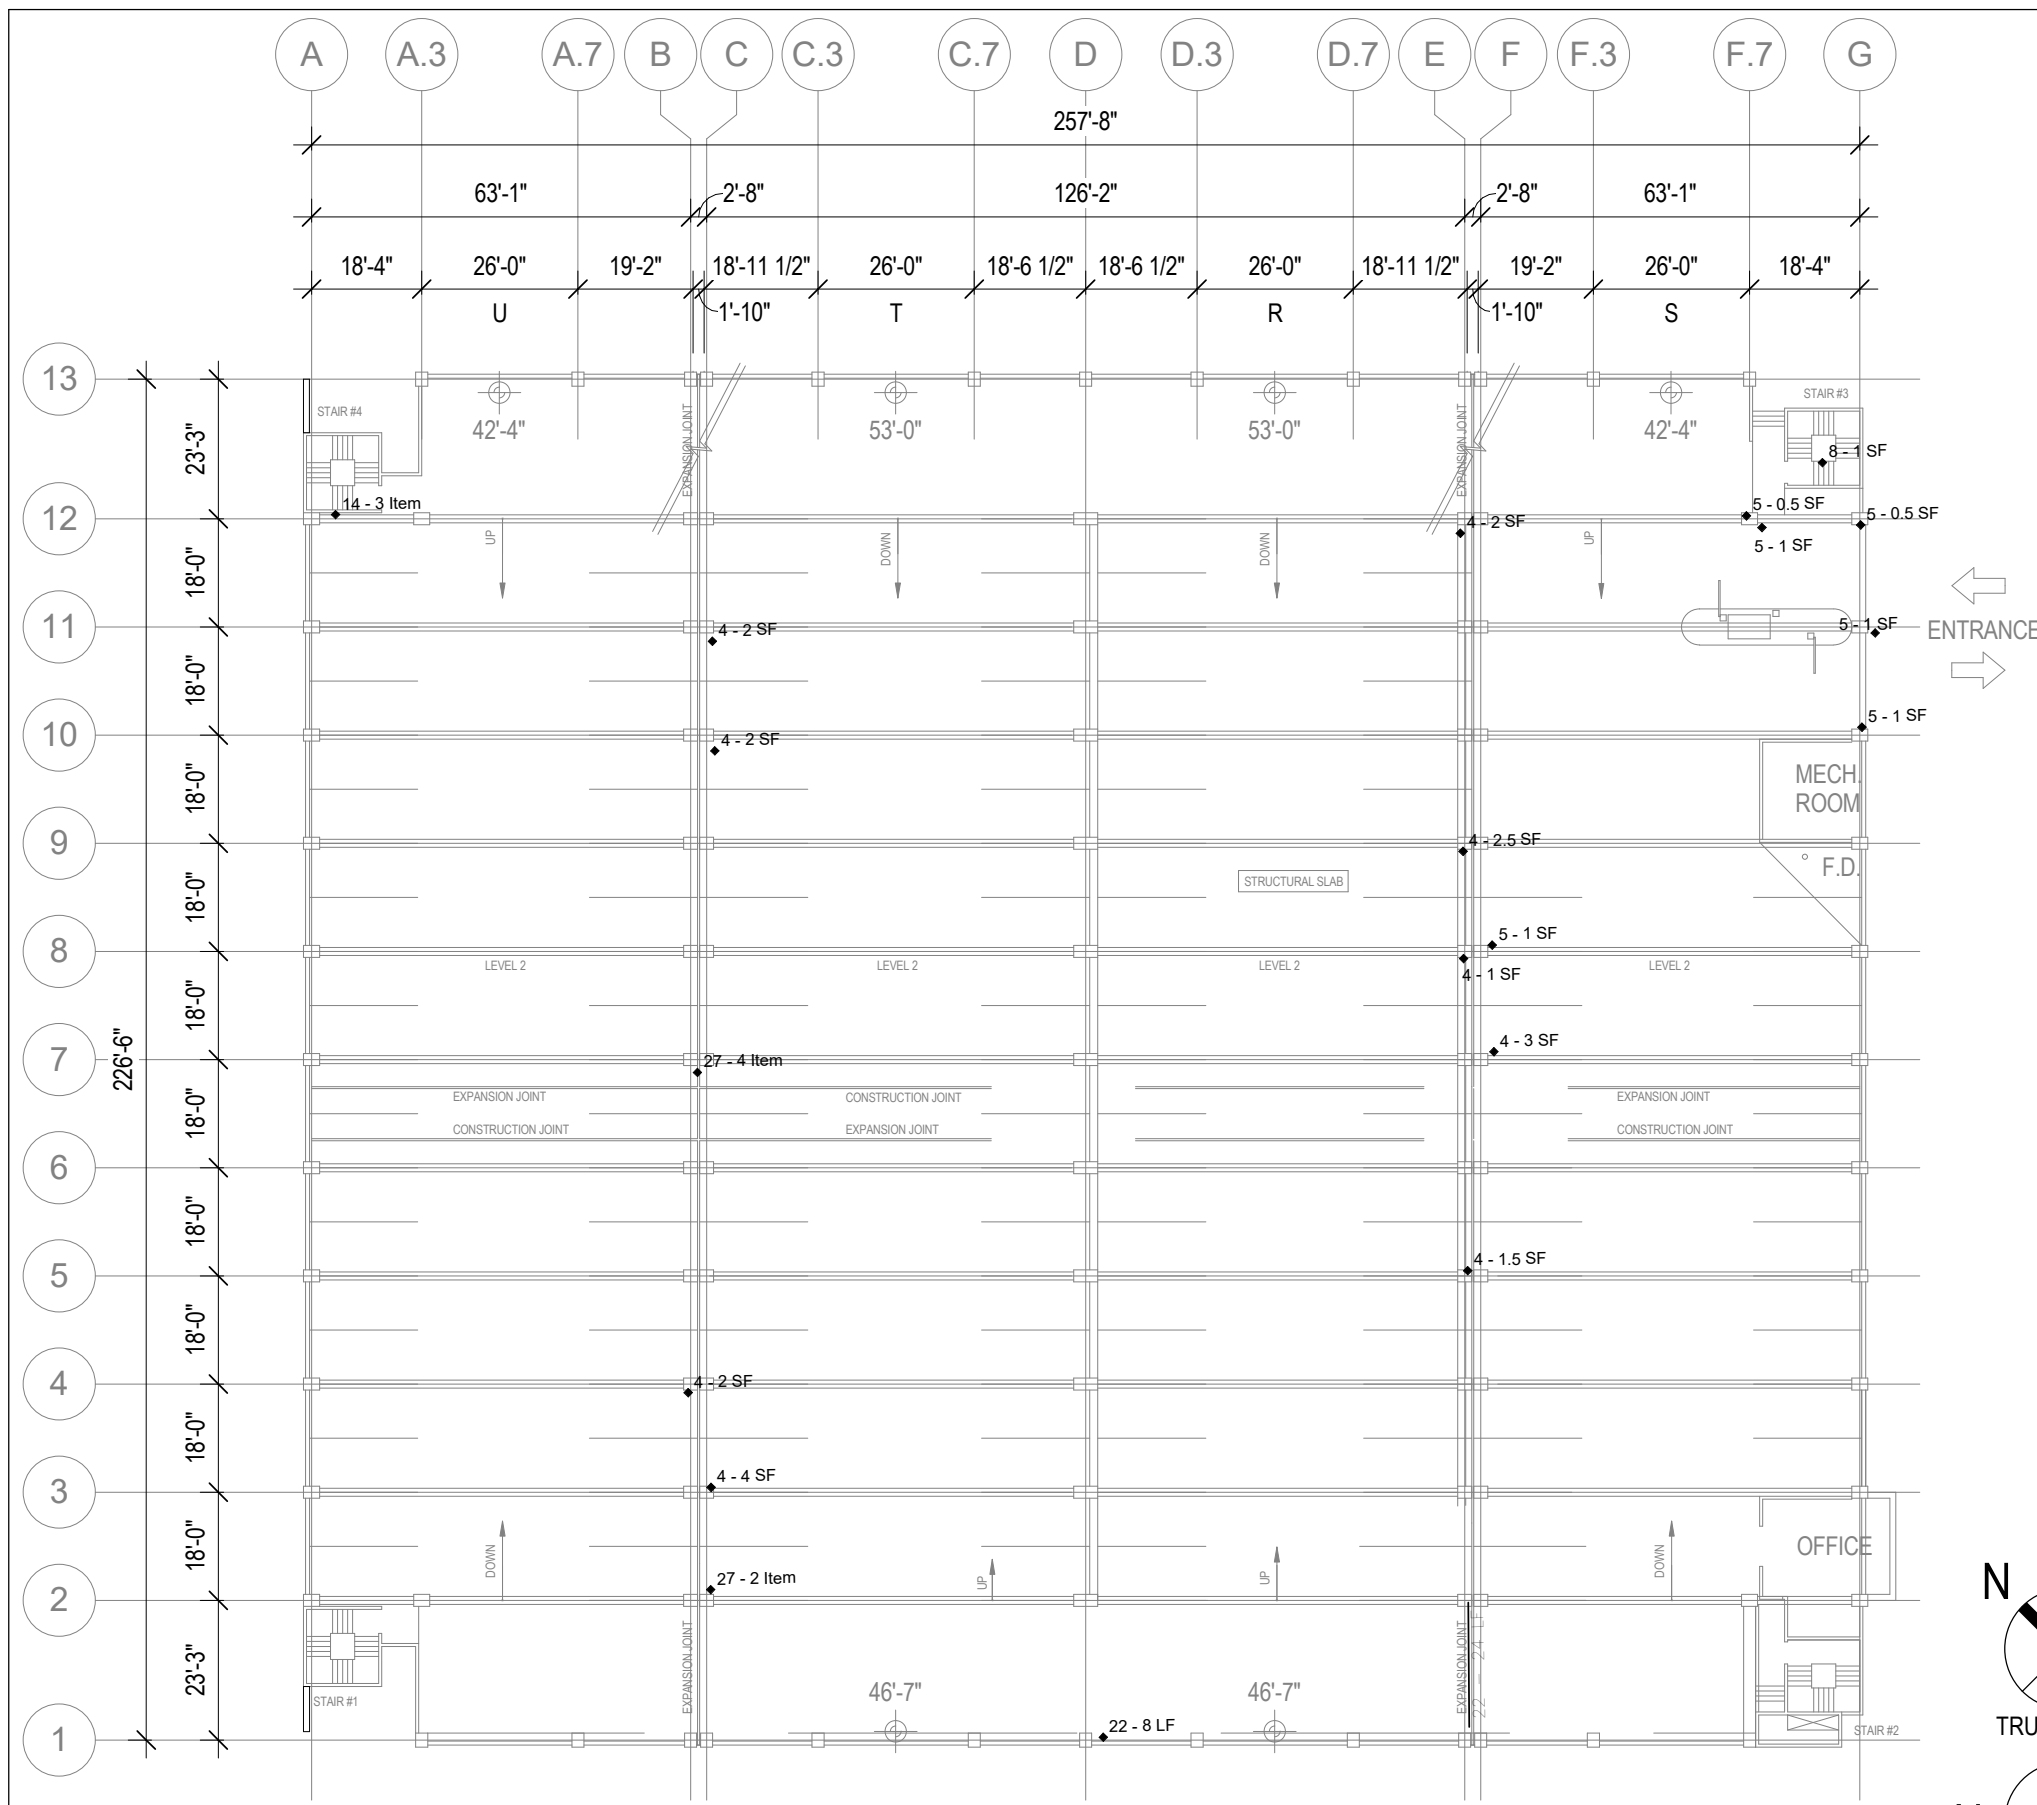 A A.3 A.7 B C C.3 C.7 D D.3 D.7 E F F.3 F.7 G
257'-8"
63'-1" 2'-8" 126'-2" 2'-8" 63'-1"
18'-4" 26'-0" 19'-2" 18'-11 1/2" 26'-0" 18'-6 1/2" 18'-6 1/2" 26'-0" 18'-11 1/2" 19'-2" 26'-0" 18'-4"
U 1'-10" T R 1'-10" S
13
STAIR #4 EXPANSION JOINT EXPANSION JOINT STAIR #3
23'-3" 42'-4" 53'-0" 53'-0" 42'-4"
8 - 1 SF
14 - 3 Item 5 - 0.5 SF
12 4 - 2 SF 5 - 0.5 SF
UP DOWN DOWN UP 5 - 1 SF
18'-0"
11 4 - 2 SF 5 - 1 SF ENTRANCE
18'-0"
10 4 - 2 SF 5 - 1 SF
18'-0" MECH.
ROOM
9 4 - 2.5 SF
F.D.
18'-0" STRUCTURAL SLAB
5 - 1 SF
8
LEVEL 2 LEVEL 2 LEVEL 2 4 - 1 SF LEVEL 2
18'-0"
4 - 3 SF
7 226'-6" 27 - 4 Item
EXPANSION JOINT CONSTRUCTION JOINT EXPANSION JOINT
18'-0"
CONSTRUCTION JOINT EXPANSION JOINT CONSTRUCTION JOINT
6
18'-0"
5 4 - 1.5 SF
18'-0"
4 4 - 2 SF
18'-0"
3 4 - 4 SF
18'-0" DOWN UP UP DOWN OFFICE
27 - 2 Item
2 N
EXPANSION JOINT EXPANSION JOINT 22 - 24 LF
23'-3" 46'-7" 46'-7"
STAIR #1
22 - 8 LF STAIR #2
1